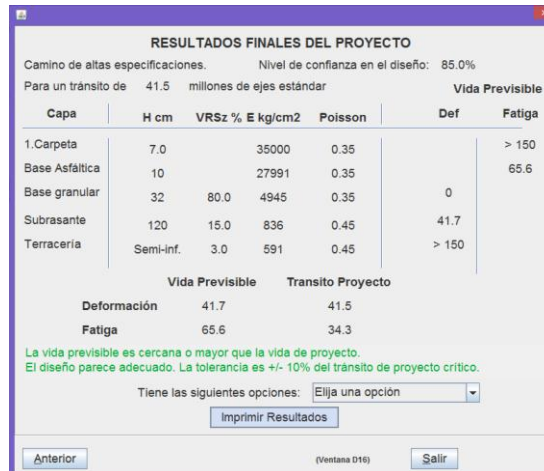 RESULTADOS FINALES DEL PROYECTO
Camino de altas especificaciones. Nivel de confianza en el diseño: 85.0%
Para un tránsito de 41.5 millones de ejes estándar Vida Previsible
Capa H cm VRSz % E kg/cm2 Poisson Def Fatiga
1.Carpeta 7.0 35000 0.35 > 150
Base Asfáltica 10 27991 0.35 65.6
Base granular 32 80.0 4945 0.35 0
Subrasante 120 15.0 836 0.45 41.7
Terracería Semi-inf. 3.0 591 0.45 > 150
Vida Previsible Transito Proyecto
Deformación 41.7 41.5
Fatiga 65.6 34.3
La vida previsible es cercana o mayor que la vida de proyecto.
El diseño parece adecuado. La tolerancia es +/- 10% del tránsito de proyecto crítico.
Tiene las siguientes opciones: Elija una opción
Imprimir Resultados
Anterior (Ventana D16) Salir